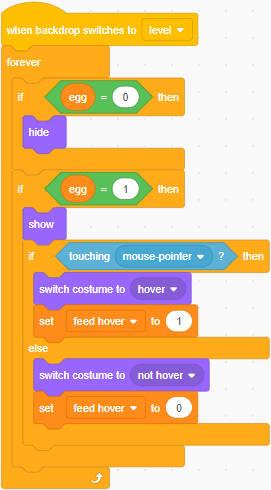 when backdrop switches to level
forever
if egg = 0 then
hide
if egg = 1 then
show
if touching mouse-pointer ? then
switch costume to hover
set feed hover to 1
else
switch costume to not hover
set feed hover to 0